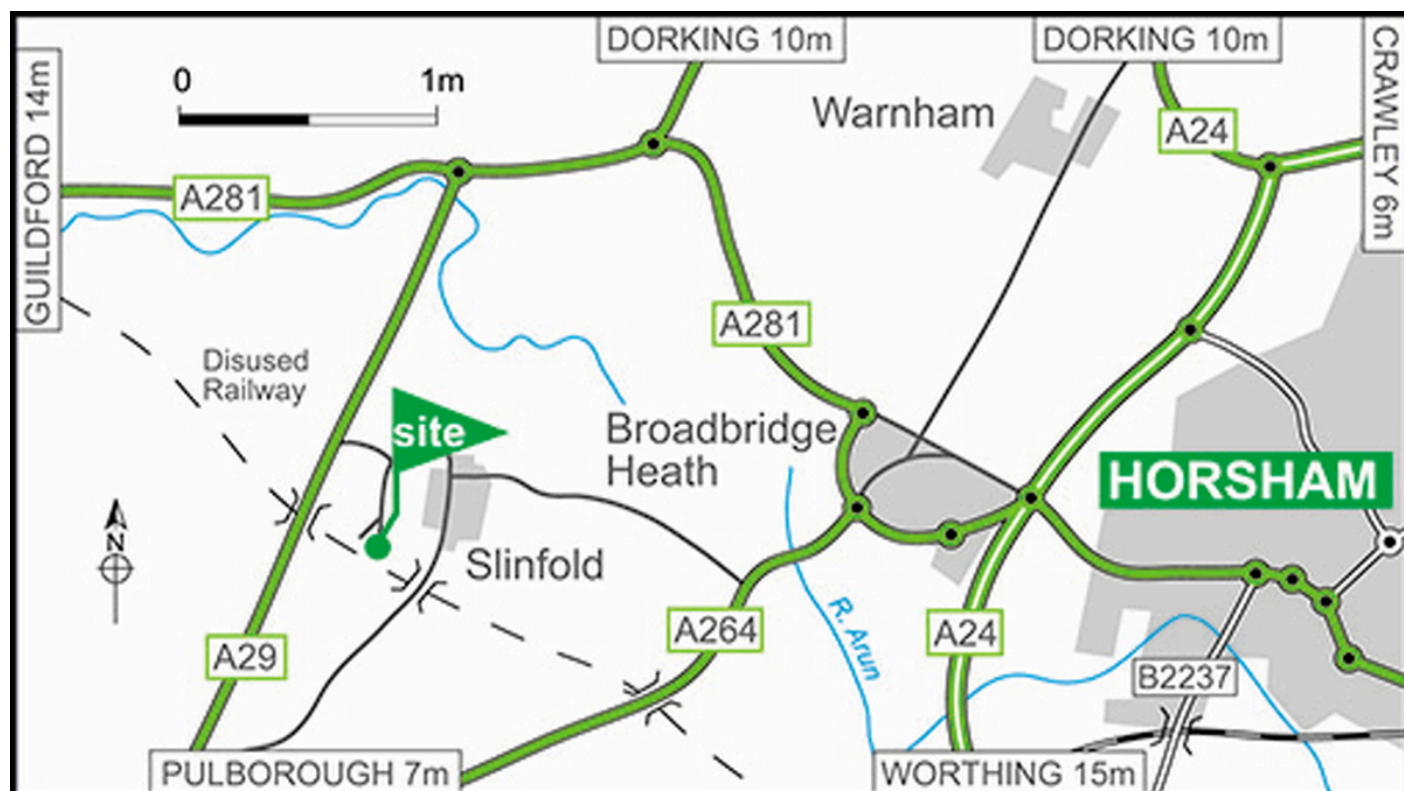 DORKING 10m
DORKING 10m
CRAWLEY 6m
GUILDFORD 14m
0 1m
Warnham
A24
A281
A281
Disused
Railway
site
Broadbridge
Heath
HORSHAM
N
Slinfold
A264
R. Arun
A24
A29
B2237
PULBOROUGH 7m
WORTHING 15m